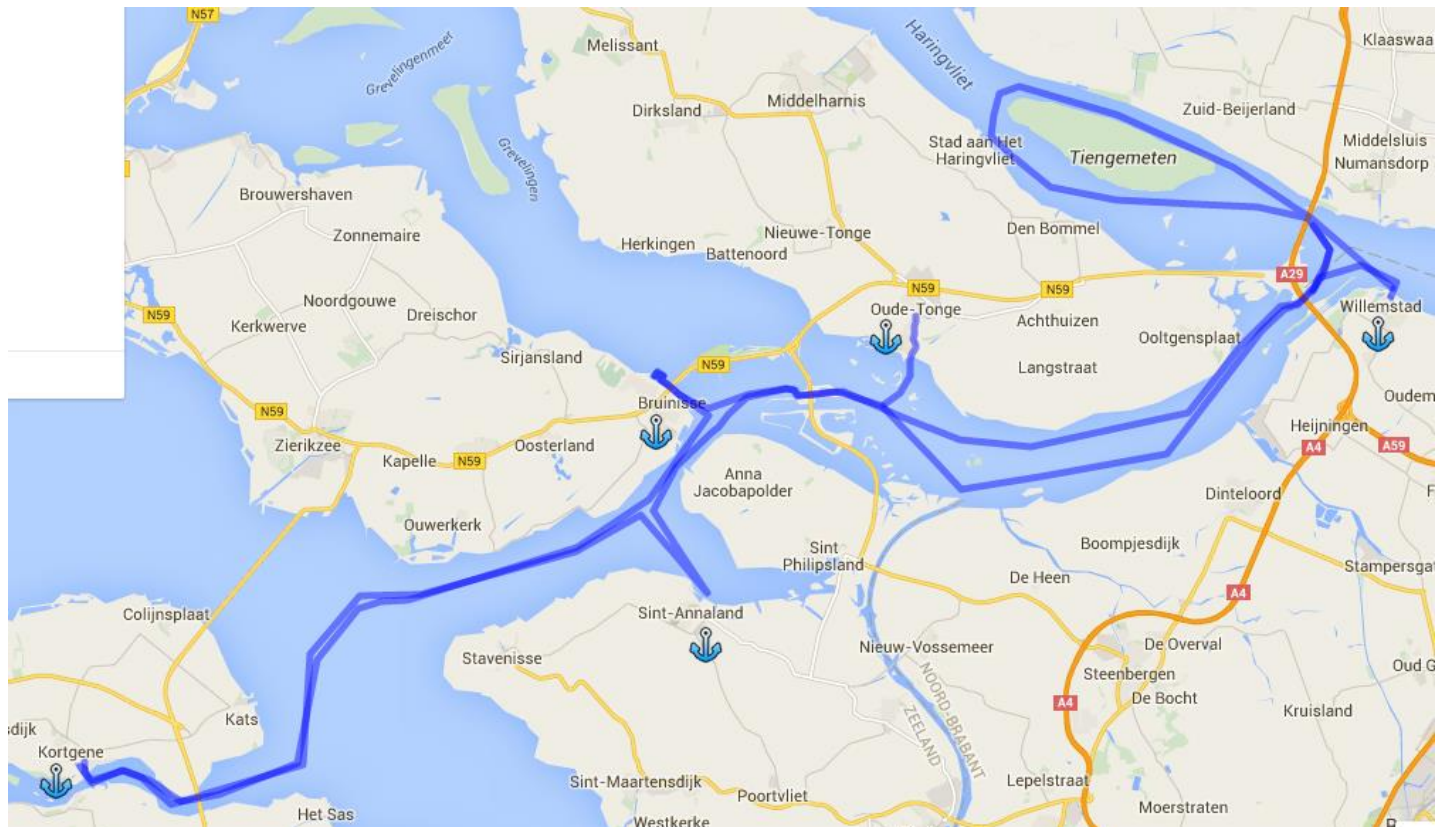 N57
Grevelingenmeer
Melissant
Haringvliet
Klaaswaa
Dirksland
Middelharnis
Zuid-Beijerland
Stad aan Het
Haringvliet
Tiengemeten
Middelsluis
Numansdorp
Grevelingen
Brouwershaven
Zonnemaire
Herkingen
Battenoord
Nieuwe-Tonge
Den Bommel
A29
N59
N59
Oude-Tonge
Willemstad
Noordgouwe
N59
Kerkwerve
Dreischor
Achthuizen
Ooltgensplaat
Sirjansland
N59
Langstraat
Bruinisse
Oudem
N59
Heijningen
Zierikzee
Oosterland
A4
A59
Kapelle
N59
Anna
Jacobapolder
Dinteloord
F
Ouwerkerk
Boompjesdijk
Sint
Philipsland
De Heen
Stampersgat
A4
Colijnsplaat
Sint-Annaland
Stavenisse
Nieuw-Vossemeer
De Overval
Oud G
Steenbergen
De Bocht
A4
Kruisland
NOORD-BRABANT
ZEELAND
Kats
sdijk
Kortgene
Sint-Maartensdijk
Poortvliet
Lepelstraat
Moerstraten
Het Sas
Westkerke